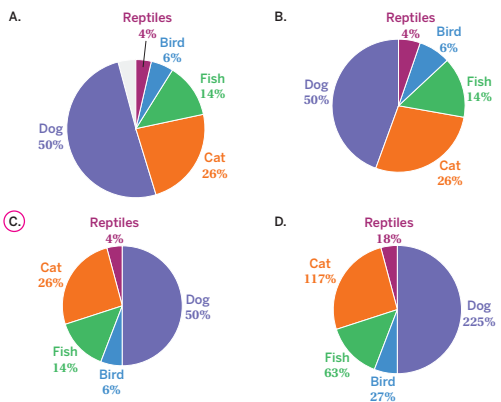 A.
Reptiles
4%
Bird
6%
Fish
14%
Cat
26%
Dog
50%
B.
Reptiles
4%
Bird
6%
Fish
14%
Cat
26%
Dog
50%
C.
Reptiles
4%
Cat
26%
Dog
50%
Fish
14%
Bird
6%
D.
Reptiles
18%
Cat
117%
Dog
225%
Fish
63%
Bird
27%